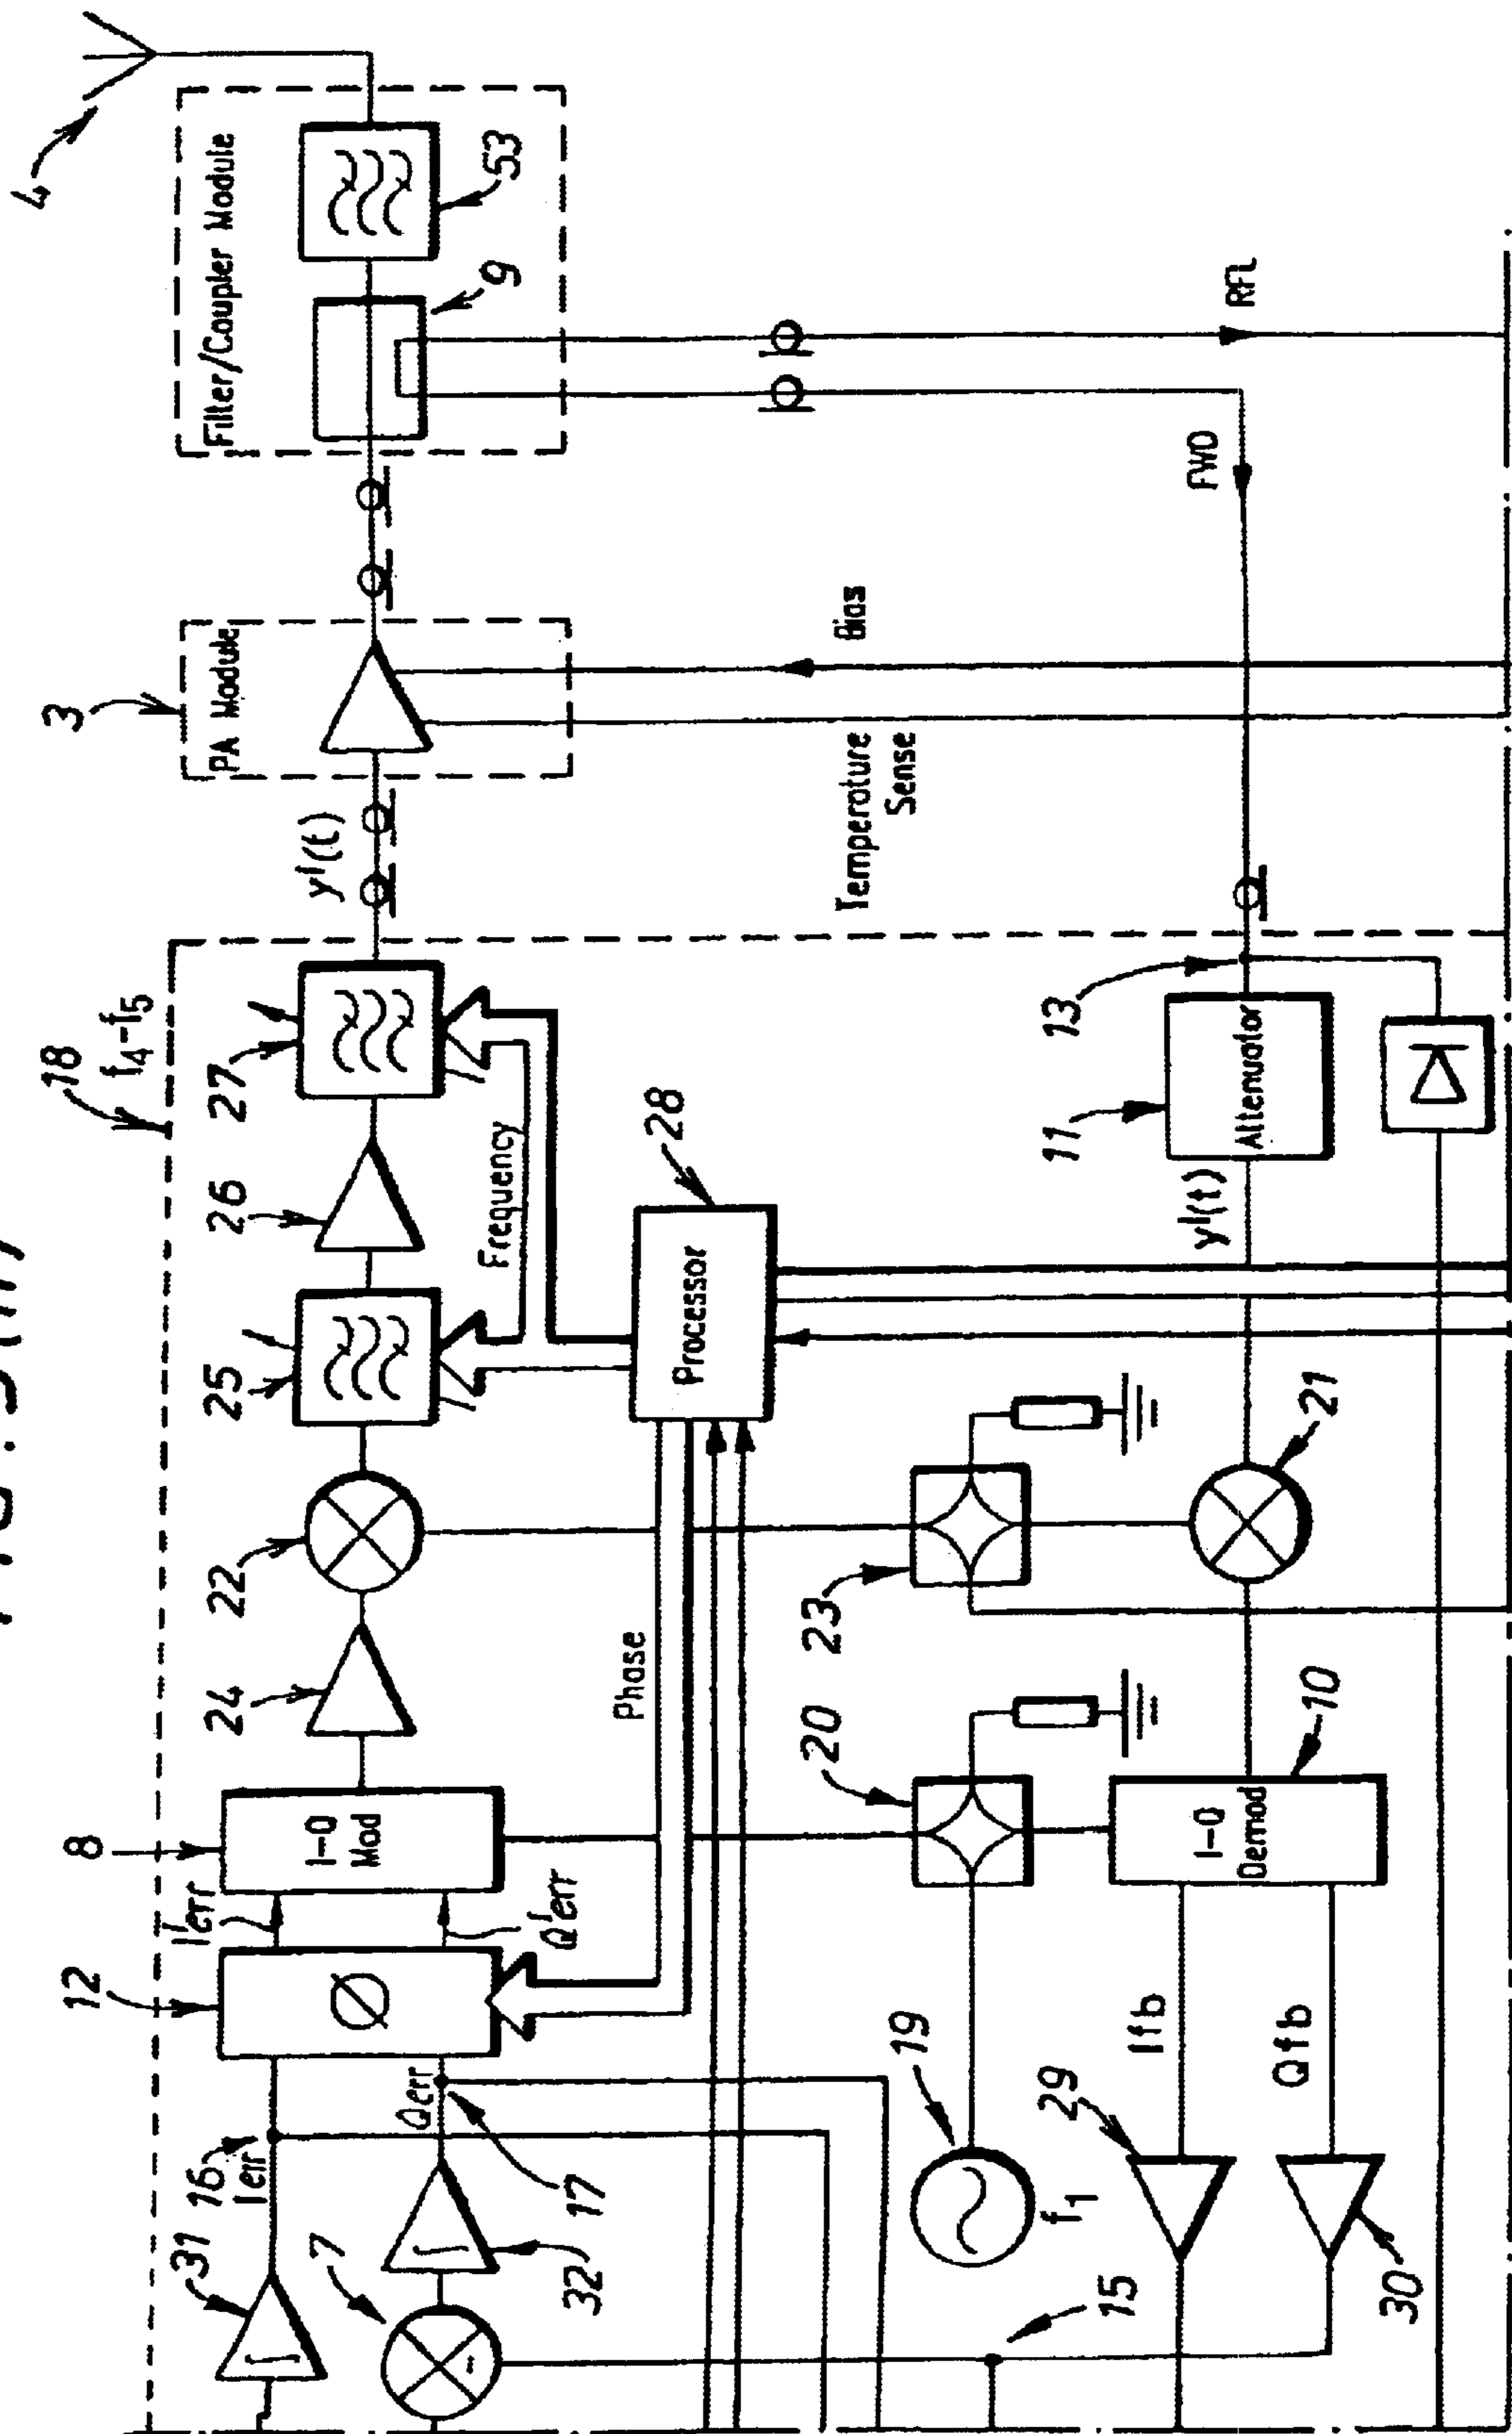 4
Filter/Coupler Module
53
9
RFL
FWD
3
PA Module
Bias
Temperature
Sense
y'(t)
18
f4-f5
27
26
25
Frequency
28
Processor
13
11
Attenuator
y'(t)
22
24
Phase
23
21
8
I-Q
Mod
I'err
Q'err
20
10
I-Q
Demod
12
Ø
16
Ierr
Qerr
17
31
7
32
19
f1
Ifb
Qfb
29
30
15